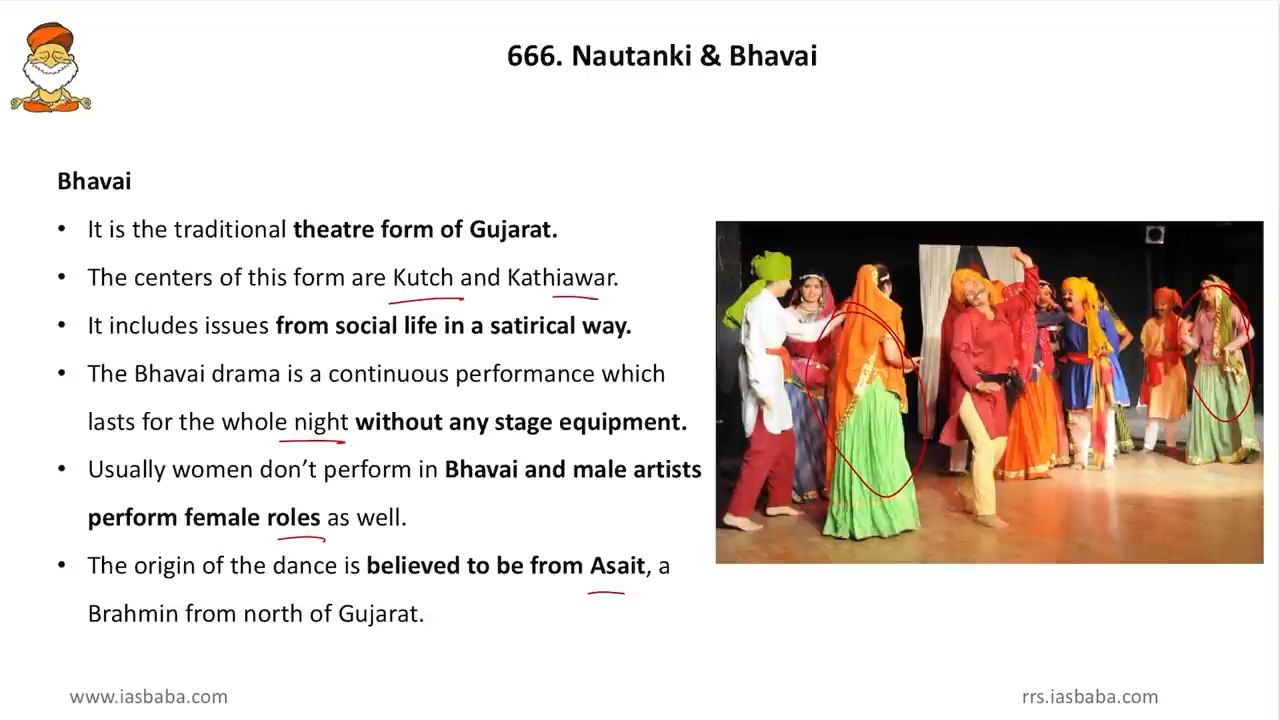 666. Nautanki & Bhavai
Bhavai
• It is the traditional theatre form of Gujarat.
• The centers of this form are Kutch and Kathiawar.
• It includes issues from social life in a satirical way.
• The Bhavai drama is a continuous performance which
lasts for the whole night without any stage equipment.
• Usually women don’t perform in Bhavai and male artists
perform female roles as well.
• The origin of the dance is believed to be from Asait, a
Brahmin from north of Gujarat.
www.iasbaba.com
rrs.iasbaba.com